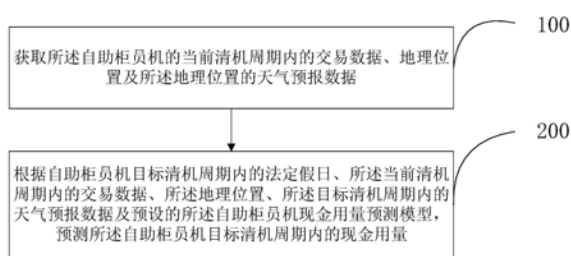 100
获取所述自助柜员机的当前清机周期内的交易数据、地理位
置及所述地理位置的天气预报数据
200
根据自助柜员机目标清机周期内的法定假日、所述当前清机
周期内的交易数据、所述地理位置、所述目标清机周期内的
天气预报数据及预设的所述自助柜员机现金用量预测模型，
预测所述自助柜员机目标清机周期内的现金用量